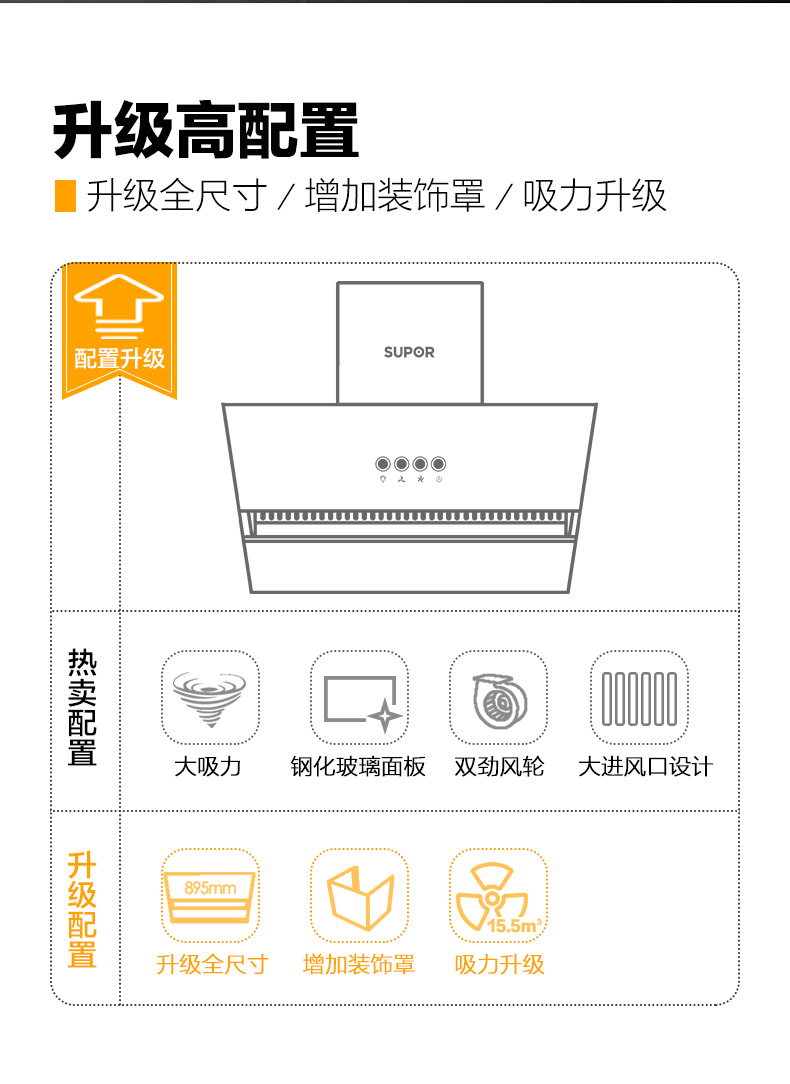 升级高配置
升级全尺寸 / 增加装饰罩 / 吸力升级
配置升级
SUPOR
热卖配置
大吸力
钢化玻璃面板
双劲风轮
大进风口设计
升级配置
895mm
15.5m³
升级全尺寸
增加装饰罩
吸力升级